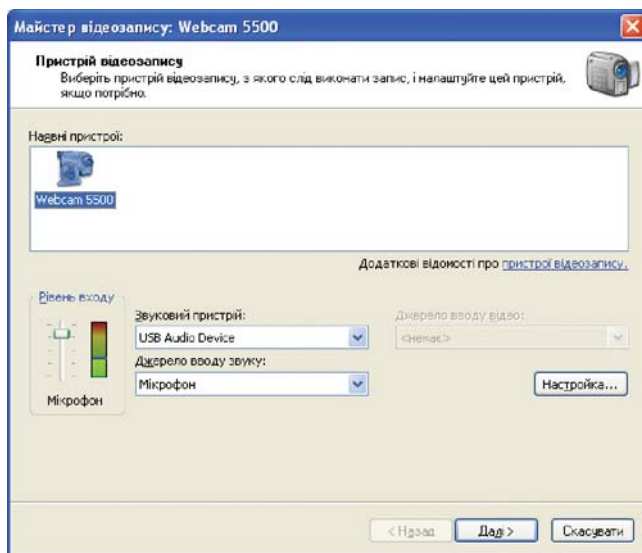 Майстер відеозапису: Webcam 5500
Пристрій відеозапису
Виберіть пристрій відеозапису, з якого слід виконати запис, і налаштуйте цей пристрій,
якщо потрібно.
Наявні пристрої:
Webcam 5500
Додаткові відомості про пристрої відеозапису.
Рівень входу
Мікрофон
Звуковий пристрій:
USB Audio Device
Джерело вводу звуку:
Мікрофон
Джерело вводу відео:
<немає>
Настройка...
< Назад
Далі >
Скасувати